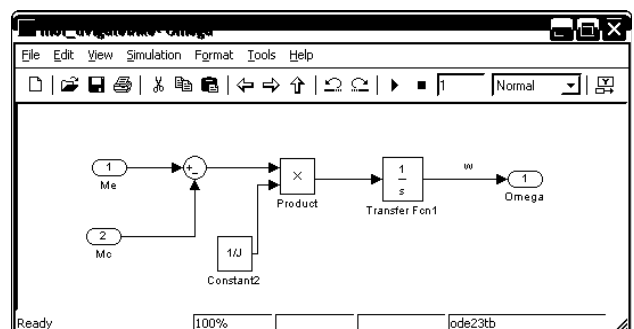 Omega
File Edit View Simulation Format Tools Help
1 Normal
1
Me
+
-
2
Mc
×
Product
1/J
Constant2
1
s
Transfer Fcn1
w
1
Omega
Ready 100% ode23tb